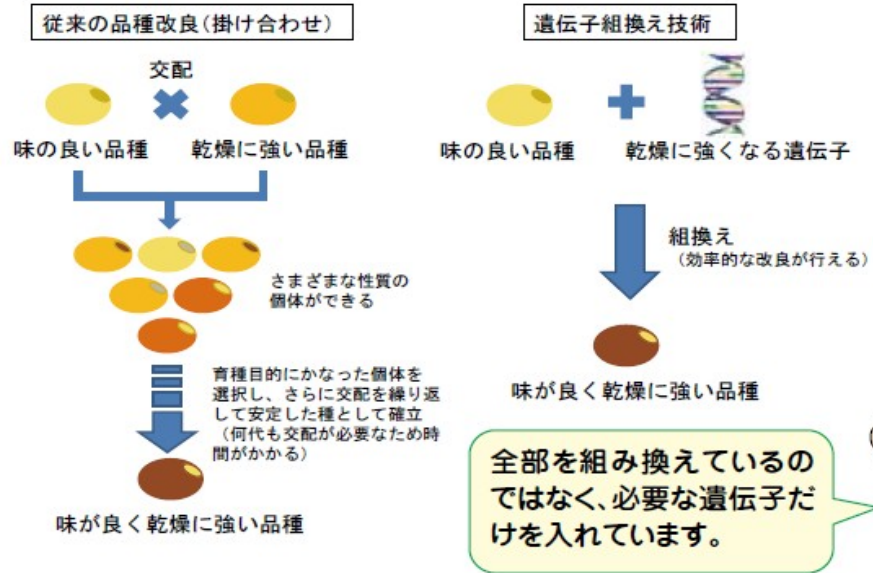 従来の品種改良(掛け合わせ)
交配
味の良い品種
乾燥に強い品種
さまざまな性質の
個体ができる
育種目的にかなった個体を
選択し、さらに交配を繰り返
して安定した種として確立
(何代も交配が必要なため時
間がかかる)
味が良く乾燥に強い品種
遺伝子組換え技術
味の良い品種
乾燥に強くなる遺伝子
組換え
(効率的な改良が行える)
味が良く乾燥に強い品種
全部を組み換えているの
ではなく、必要な遺伝子だ
けを入れています。